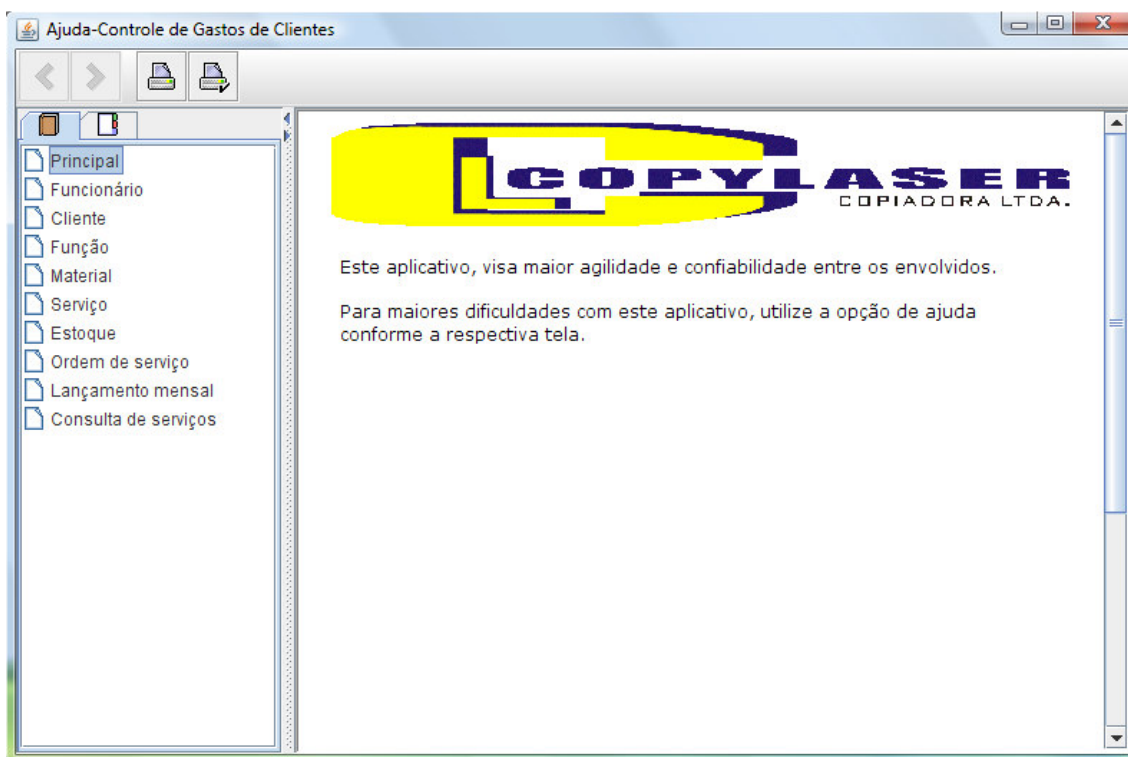 Ajuda-Controle de Gastos de Clientes
Principal
Funcionário
Cliente
Função
Material
Serviço
Estoque
Ordem de serviço
Lançamento mensal
Consulta de serviços
COPYLASER
COPIADORA LTDA.
Este aplicativo, visa maior agilidade e confiabilidade entre os envolvidos.
Para maiores dificuldades com este aplicativo, utilize a opção de ajuda
conforme a respectiva tela.